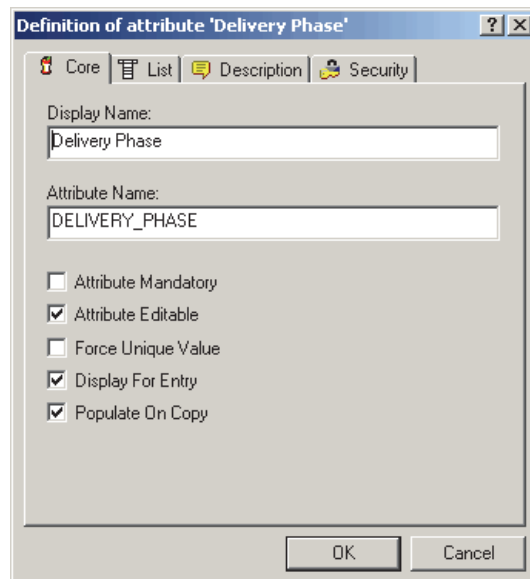 Definition of attribute 'Delivery Phase'
Core List Description Security
Display Name:
Delivery Phase
Attribute Name:
DELIVERY_PHASE
Attribute Mandatory
Attribute Editable
Force Unique Value
Display For Entry
Populate On Copy
OK Cancel